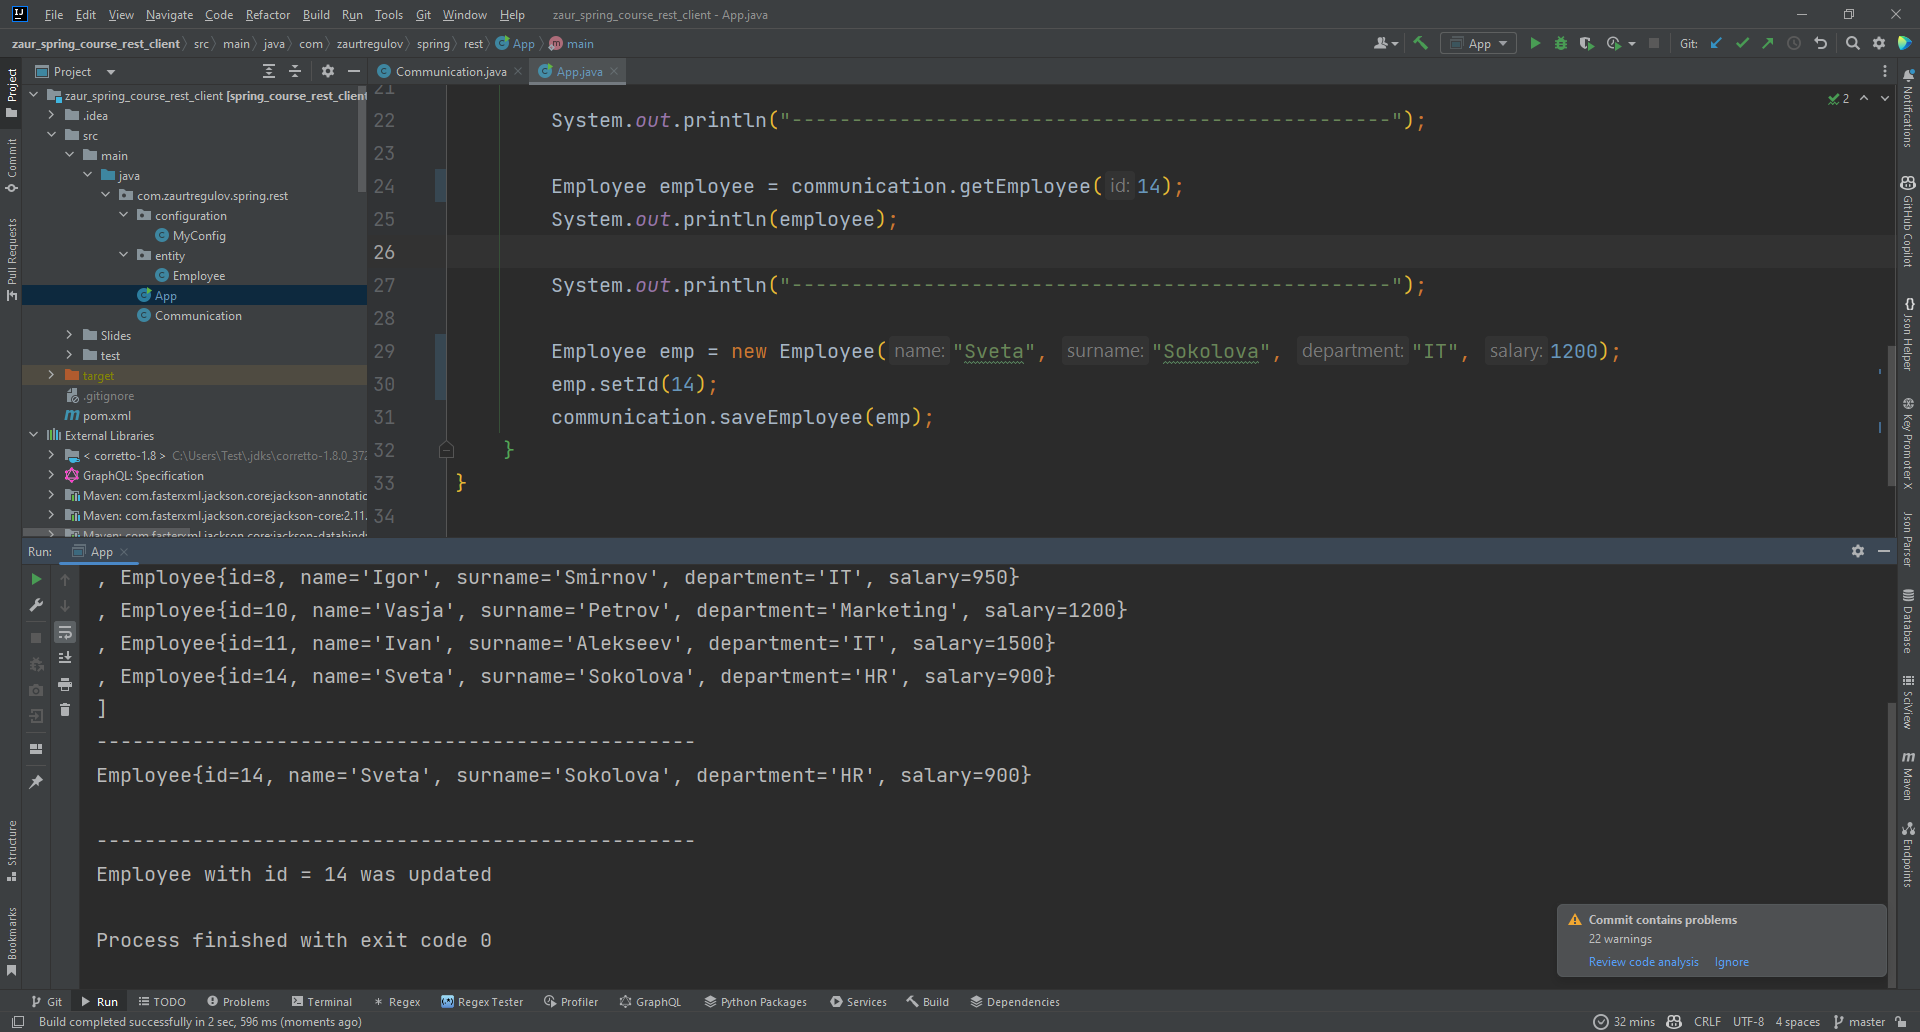 File Edit View Navigate Code Refactor Build Run Tools Git Window Help zaur_spring_course_rest_client - App.java
zaur_spring_course_rest_client src main java com zaurtregulov spring rest App main
App Git:
Project
Communication.java App.java
zaur_spring_course_rest_client [spring_course_rest_client
.idea
src
main
java
com.zaurtregulov.spring.rest
configuration
MyConfig
entity
Employee
App
Communication
Slides
test
target
.gitignore
pom.xml
External Libraries
< corretto-1.8 > C:\Users\Test\.jdks\corretto-1.8.0_372
GraphQL: Specification
Maven: com.fasterxml.jackson.core:jackson-annotatio
Maven: com.fasterxml.jackson.core:jackson-core:2.11.
Maven: com.fasterxml.jackson.core:jackson-databind:
2
21
22 System.out.println("--------------------------------------------------");
23
24 Employee employee = communication.getEmployee( id: 14);
25 System.out.println(employee);
26
27 System.out.println("--------------------------------------------------");
28
29 Employee emp = new Employee( name: "Sveta", surname: "Sokolova", department: "IT", salary: 1200);
30 emp.setId(14);
31 communication.saveEmployee(emp);
32 }
33 }
34
Run: App
, Employee{id=8, name='Igor', surname='Smirnov', department='IT', salary=950}
, Employee{id=10, name='Vasja', surname='Petrov', department='Marketing', salary=1200}
, Employee{id=11, name='Ivan', surname='Alekseev', department='IT', salary=1500}
, Employee{id=14, name='Sveta', surname='Sokolova', department='HR', salary=900}
]
--------------------------------------------------
Employee{id=14, name='Sveta', surname='Sokolova', department='HR', salary=900}
--------------------------------------------------
Employee with id = 14 was updated
Process finished with exit code 0
Commit contains problems
22 warnings
Review code analysis Ignore
Project
Commit
Pull Requests
Structure
Bookmarks
Notifications
GitHub Copilot
Json Helper
Key Promoter X
Json Parser
Database
SciView
Maven
Endpoints
Git Run TODO Problems Terminal Regex Regex Tester Profiler GraphQL Python Packages Services Build Dependencies
Build completed successfully in 2 sec, 596 ms (moments ago)
32 mins CRLF UTF-8 4 spaces master